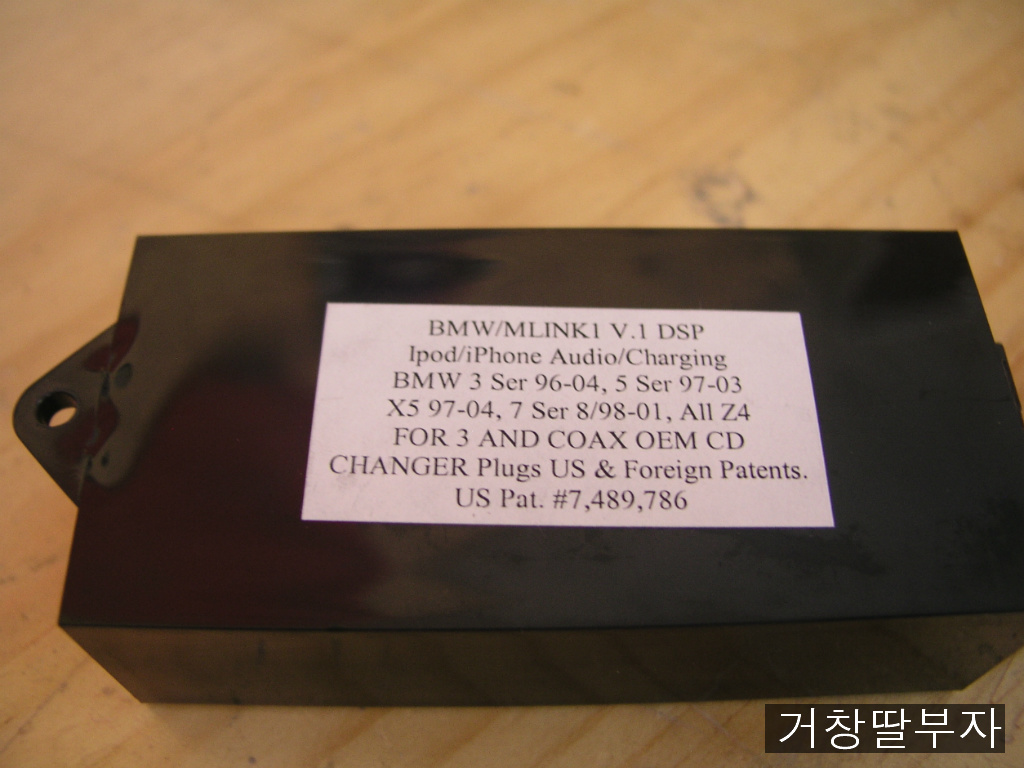 BMW/MLINK1 V.1 DSP
Ipod/iPhone Audio/Charging
BMW 3 Ser 96-04, 5 Ser 97-03
X5 97-04, 7 Ser 8/98-01, All Z4
FOR 3 AND COAX OEM CD
CHANGER Plugs US & Foreign Patents.
US Pat. #7,489,786
거창딸부자